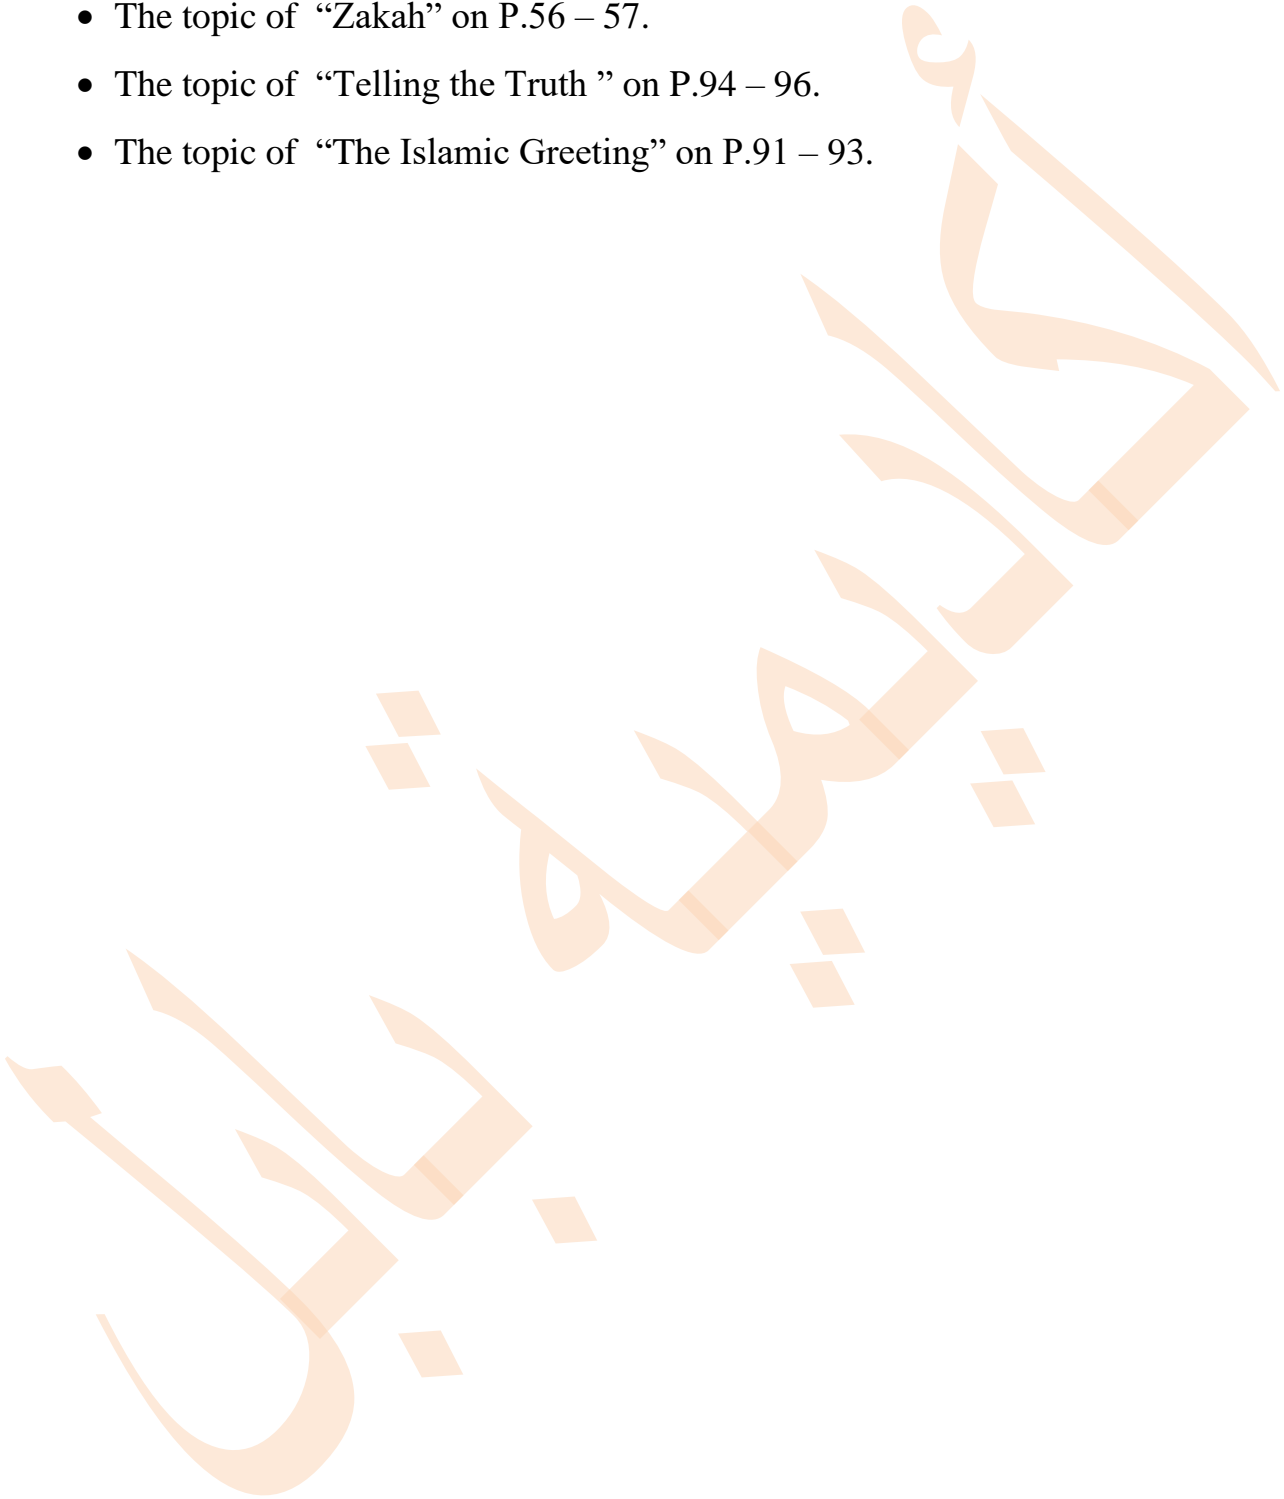 • The topic of “Zakah” on P.56 – 57.
• The topic of “Telling the Truth ” on P.94 – 96.
• The topic of “The Islamic Greeting” on P.91 – 93.
أكاديمية بابل